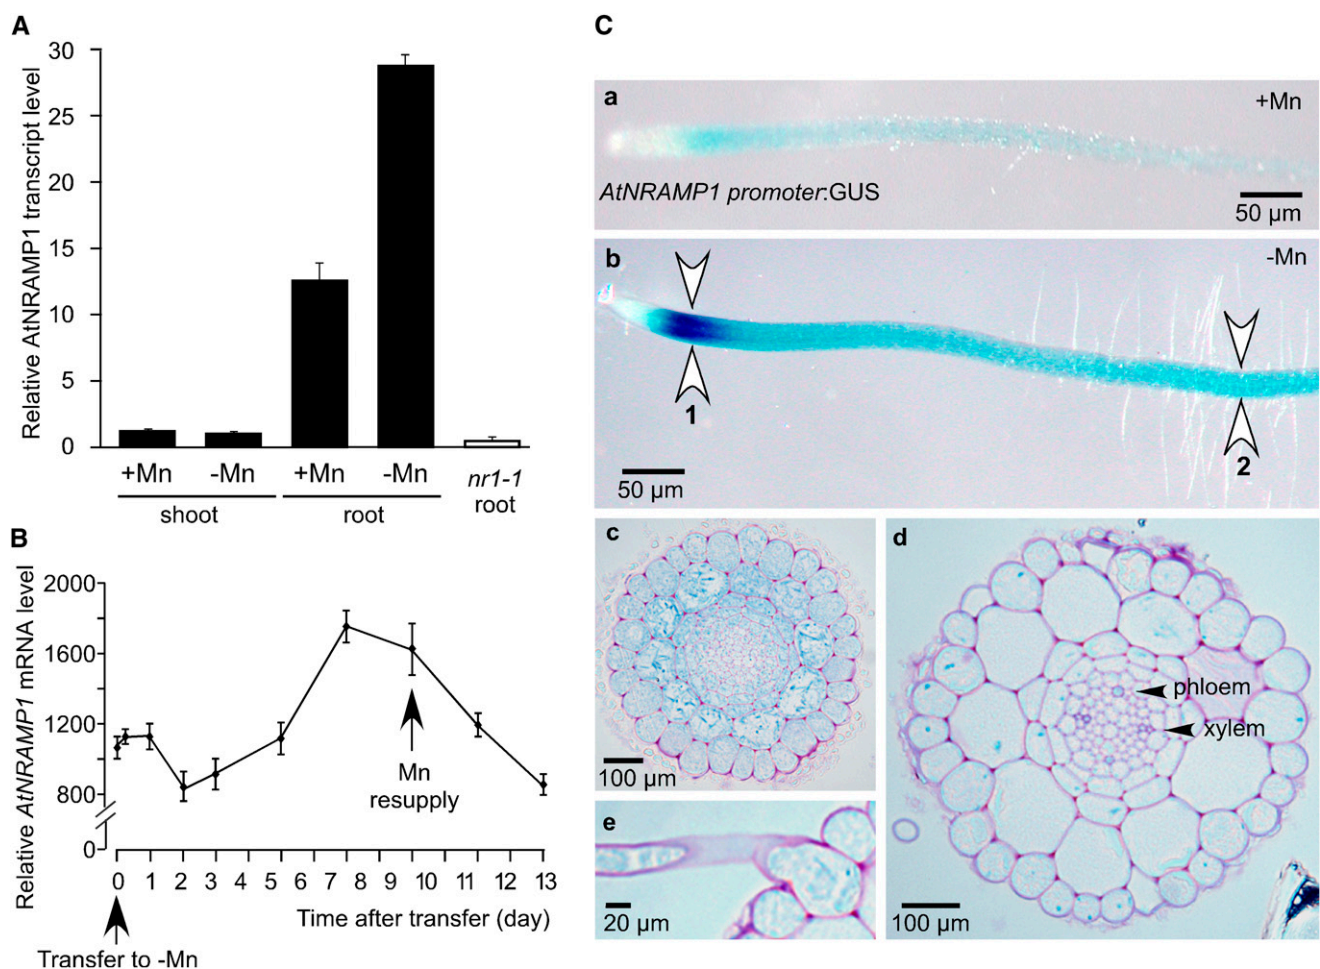 A
Relative AtNRAMP1 transcript level
30
25
20
15
10
5
0
+Mn -Mn +Mn -Mn nr1-1
root
shoot root
B
Relative AtNRAMP1 mRNA level
2000
1600
1200
800
0
Mn
resupply
0 1 2 3 4 5 6 7 8 9 10 11 12 13
Time after transfer (day)
Transfer to -Mn
C
a
+Mn
AtNRAMP1 promoter:GUS
50 µm
b
-Mn
1
2
50 µm
c
100 µm
d
phloem
xylem
100 µm
e
20 µm